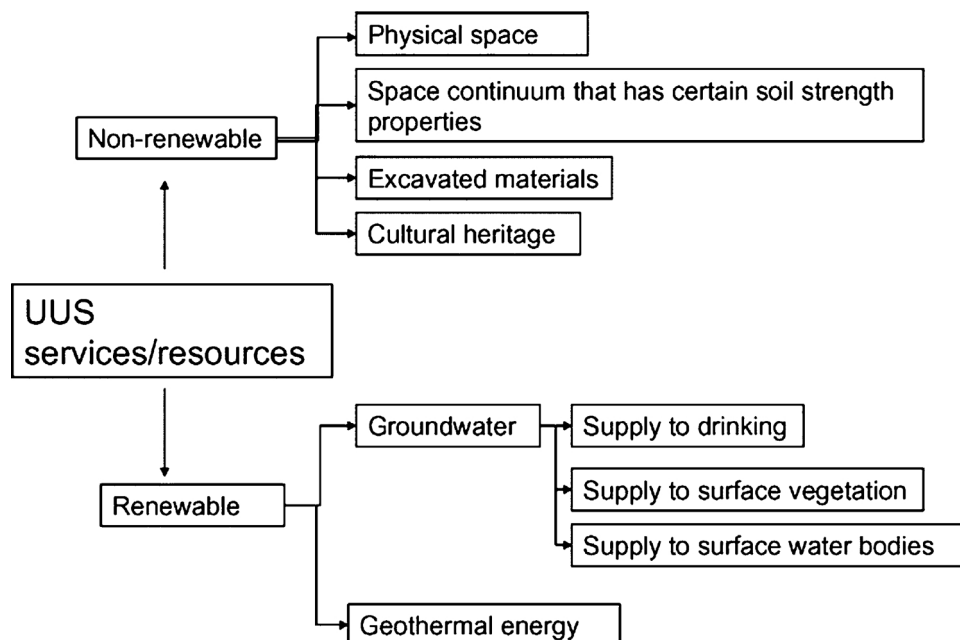 Physical space
Space continuum that has certain soil strength
properties
Non-renewable
Excavated materials
Cultural heritage
UUS
services/resources
Groundwater
Supply to drinking
Supply to surface vegetation
Renewable
Supply to surface water bodies
Geothermal energy